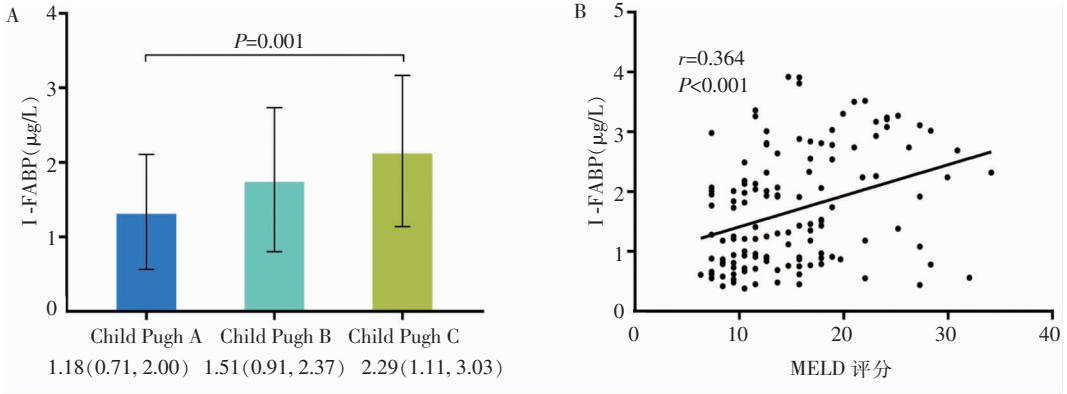 A
I-FABP(μg/L)
4
3
2
1
0
P=0.001
Child Pugh A Child Pugh B Child Pugh C
1.18(0.71, 2.00) 1.51(0.91, 2.37) 2.29(1.11, 3.03)
B
I-FABP(μg/L)
5
4
3
2
1
0
r=0.364
P<0.001
0 10 20 30 40
MELD 评分